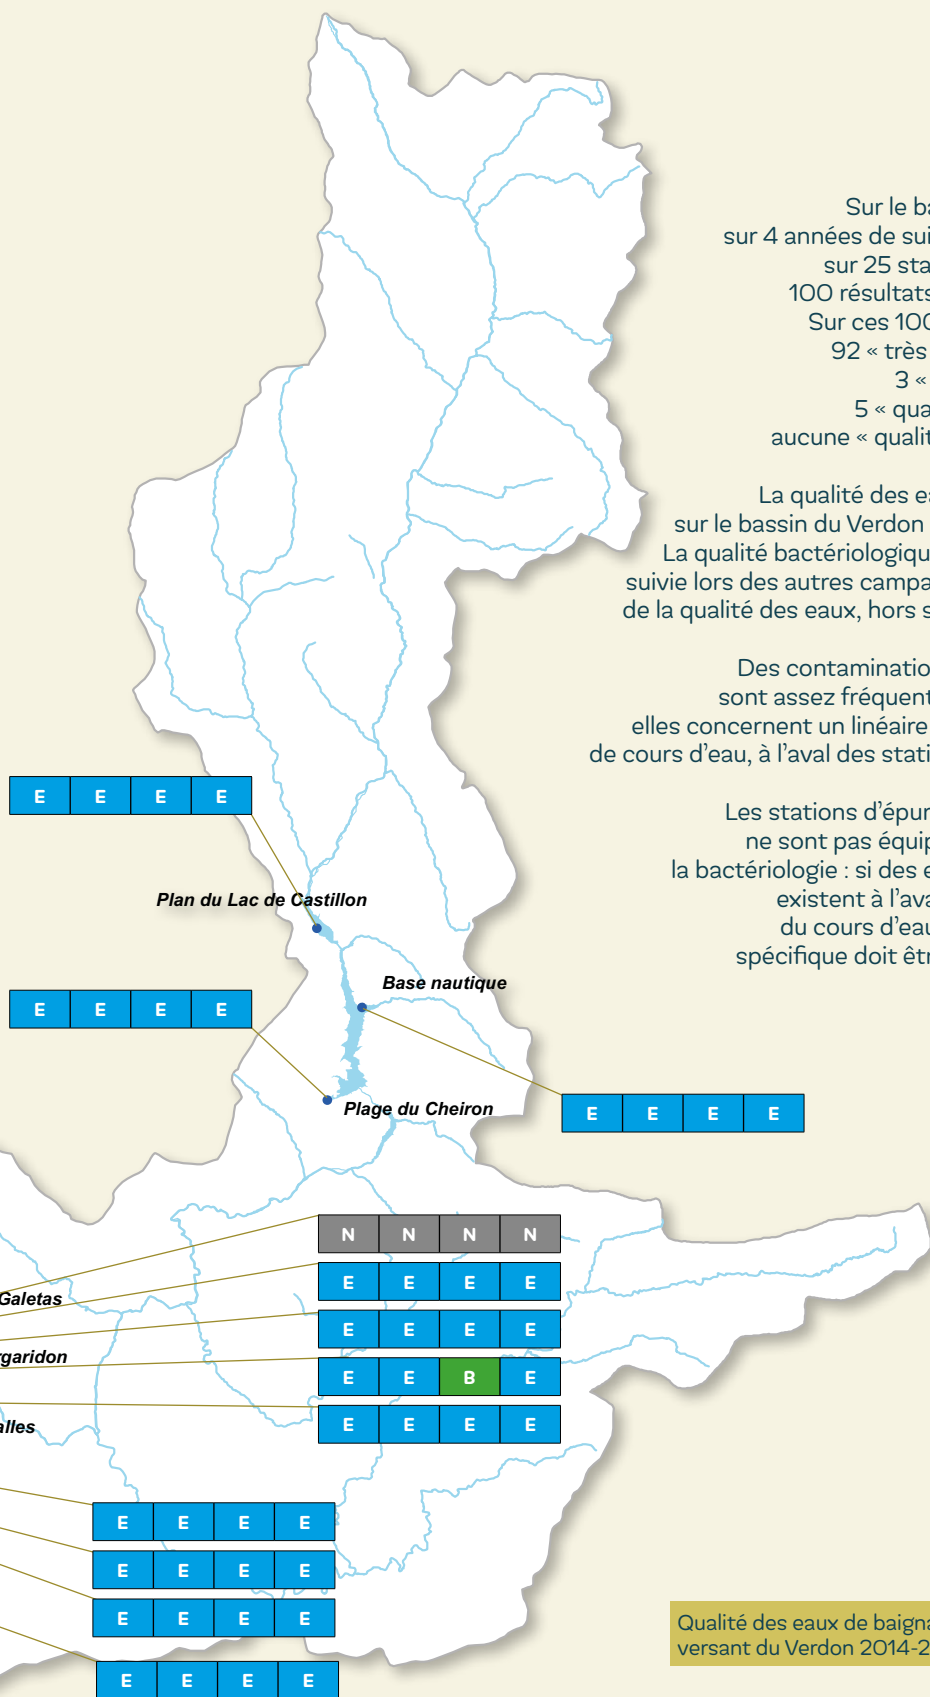 Sur le ba
sur 4 années de sui
sur 25 sta
100 résultats
Sur ces 100
92 « très
3 «
5 « qua
aucune « qualit
La qualité des ea
sur le bassin du Verdon
La qualité bactériologiqu
suivie lors des autres campa
de la qualité des eaux, hors s
Des contaminatio
sont assez fréquent
elles concernent un linéaire
de cours d'eau, à l'aval des stati
Les stations d'épur
ne sont pas équip
la bactériologie : si des e
existent à l'ava
du cours d'eau
spécifique doit êtr
E E E E
Plan du Lac de Castillon
Base nautique
E E E E
Plage du Cheiron
E E E E
N N N N
E E E E
Galetas
E E E E
rgaridon
E E B E
E E E E
alles
E E E E
E E E E
E E E E
E E E E
Qualité des eaux de baigna
versant du Verdon 2014-2